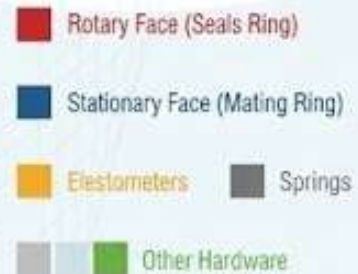 Rotary Face (Seals Ring)
Stationary Face (Mating Ring)
Elestometers Springs
Other Hardware